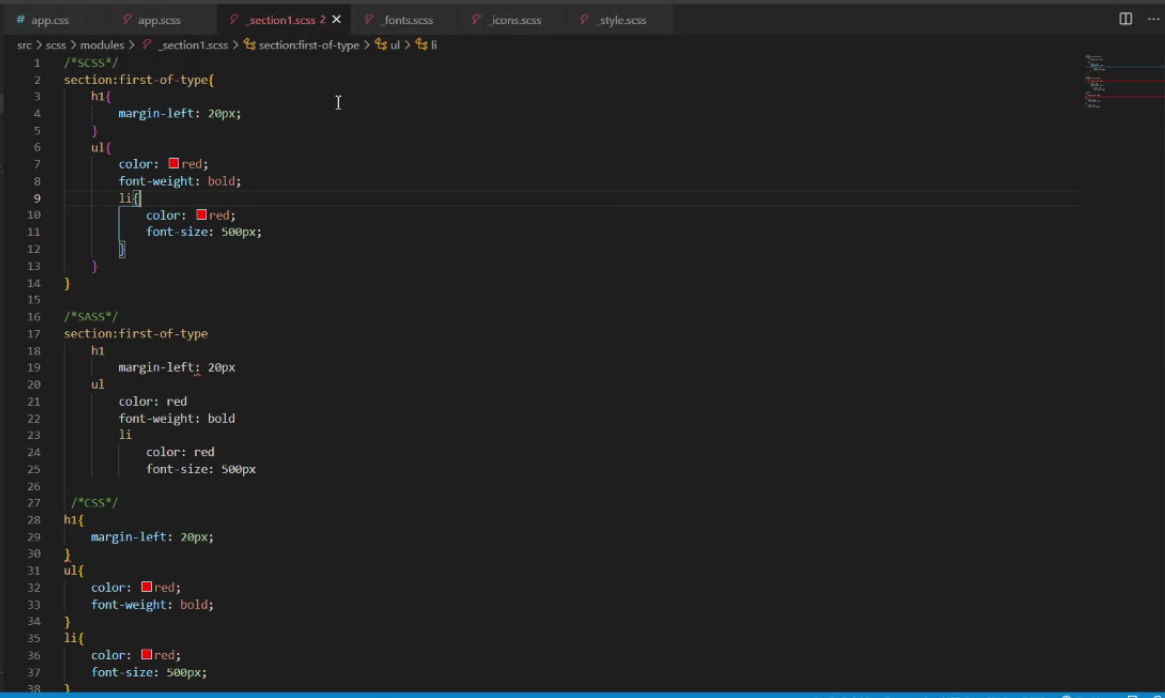 # app.css app.scss _section1.scss 2 × _fonts.scss _icons.scss _style.scss ···
src > scss > modules > _section1.scss > section:first-of-type > ul > li
1 /*SCSS*/
2 section:first-of-type{
3 h1{
4 margin-left: 20px;
5 }
6 ul{
7 color: red;
8 font-weight: bold;
9 li{
10 color: red;
11 font-size: 500px;
12 }
13 }
14 }
15
16 /*SASS*/
17 section:first-of-type
18 h1
19 margin-left: 20px
20 ul
21 color: red
22 font-weight: bold
23 li
24 color: red
25 font-size: 500px
26
27 /*CSS*/
28 h1{
29 margin-left: 20px;
30 }
31 ul{
32 color: red;
33 font-weight: bold;
34 }
35 li{
36 color: red;
37 font-size: 500px;
38 }